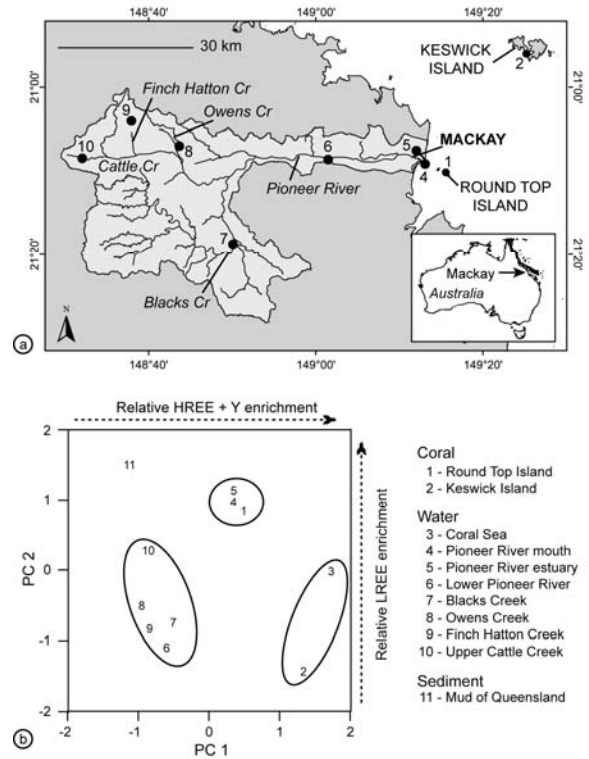 148°40'
149°00'
149°20'
30 km
KESWICK
ISLAND
2
21°00'
Finch Hatton Cr
Owens Cr
9
10
8
Cattle Cr
6
5
MACKAY
4
1
Pioneer River
ROUND TOP
ISLAND
21°20'
7
Blacks Cr
Mackay
Australia
N
a
148°40'
149°00'
149°20'
Relative HREE + Y enrichment
2
1
0
-1
-2
PC 2
11
5
4
1
10
8
9
7
6
3
2
-2
-1
0
1
2
PC 1
Relative LREE enrichment
b
Coral
1 - Round Top Island
2 - Keswick Island
Water
3 - Coral Sea
4 - Pioneer River mouth
5 - Pioneer River estuary
6 - Lower Pioneer River
7 - Blacks Creek
8 - Owens Creek
9 - Finch Hatton Creek
10 - Upper Cattle Creek
Sediment
11 - Mud of Queensland